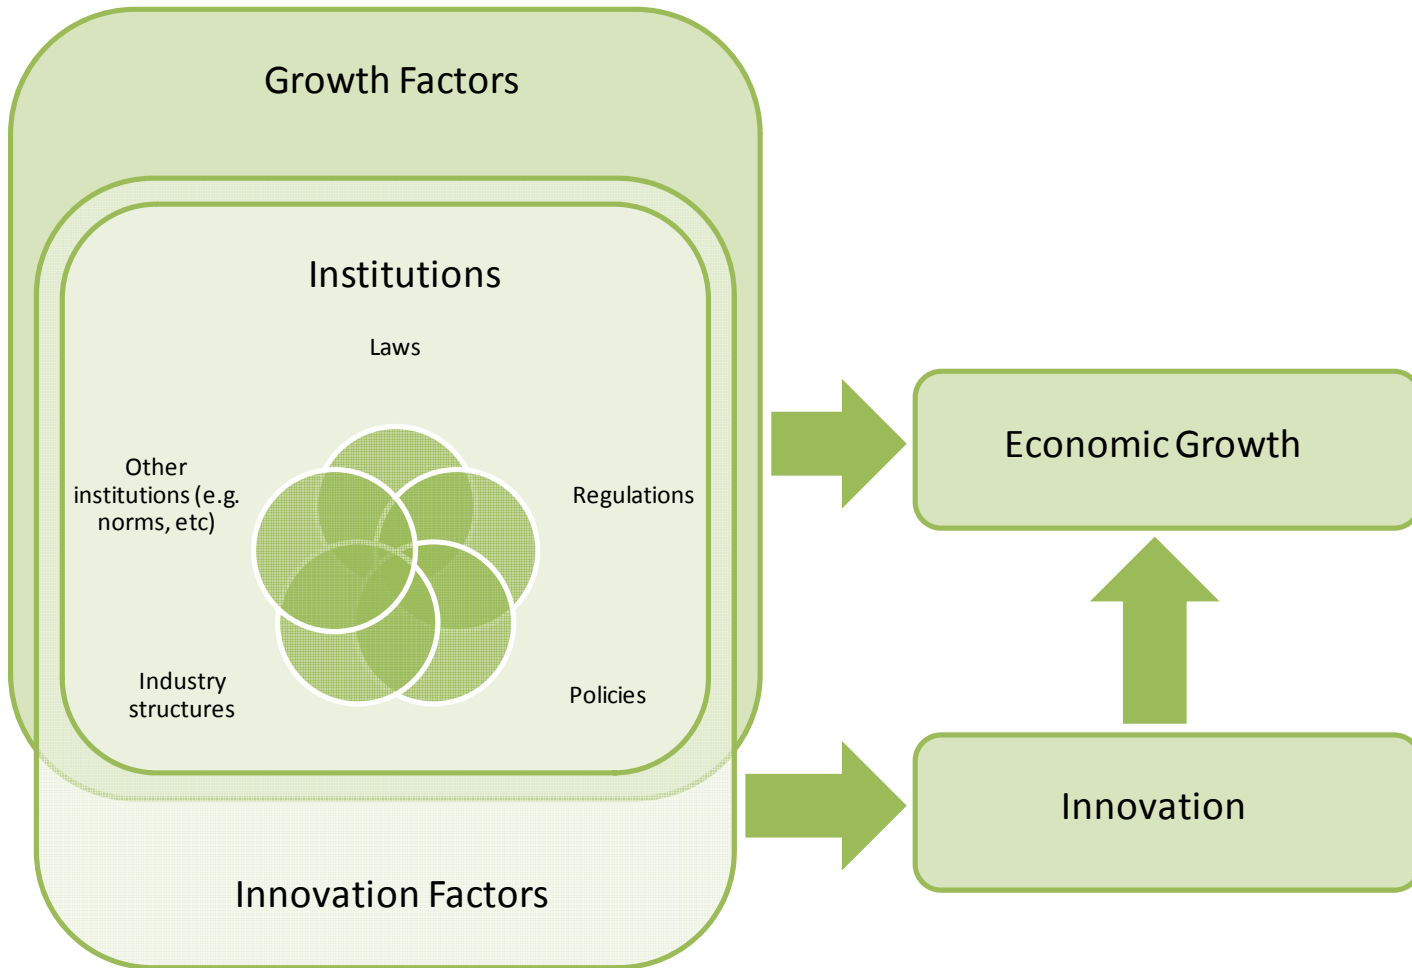 Growth Factors
Institutions
Laws
Other
institutions (e.g.
norms, etc)
Regulations
Industry
structures
Policies
Innovation Factors
Economic Growth
Innovation